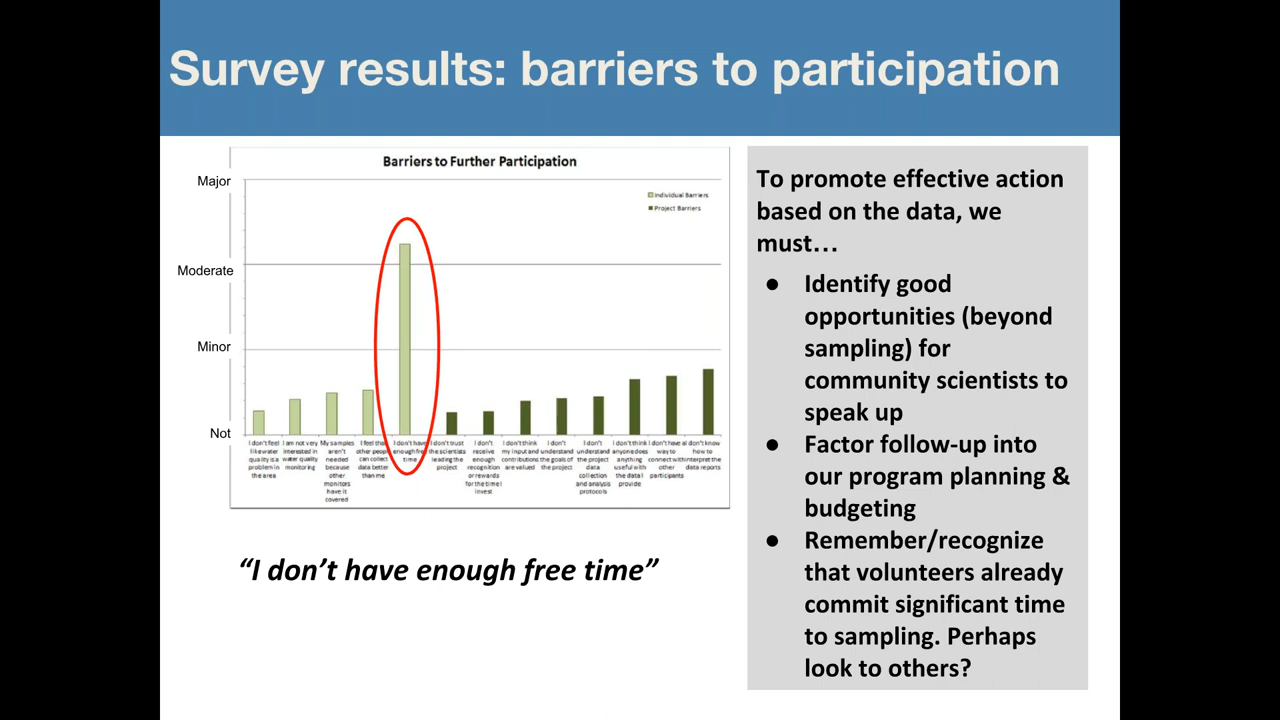 Survey results: barriers to participation
Barriers to Further Participation
Major
Moderate
Minor
Not
Individual Barriers
Project Barriers
I don't feel
like water
quality is a
problem in
the area
I am not very
interested in
water quality
monitoring
My samples
aren't
needed
because
other
monitors
have it
covered
I feel that
other people
can collect
data better
than me
I don't have
enough free
time
I don't trust
the scientists
leading the
project
I don't
receive
enough
recognition
or rewards
for the time I
invest
I don't think
my input and
contributions
are valued
I don't
understand
the goals of
the project
I don't
understand
the project
data
collection
and analysis
protocols
I don't think
anyone does
anything
useful with
the data I
provide
I don't have a
way to
connect with
other
participants
I don't know
how to
interpret the
data reports
“I don’t have enough free time”
To promote effective action
based on the data, we
must…
● Identify good
opportunities (beyond
sampling) for
community scientists to
speak up
● Factor follow-up into
our program planning &
budgeting
● Remember/recognize
that volunteers already
commit significant time
to sampling. Perhaps
look to others?